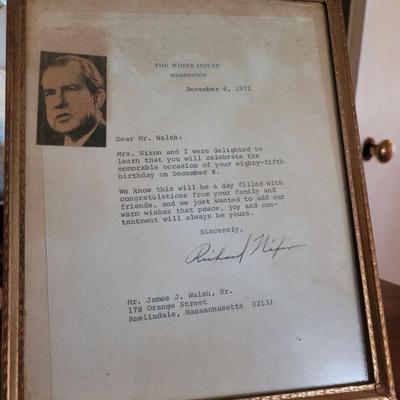 THE WHITE HOUSE
WASHINGTON
December 6, 1971
Dear Mr. Walsh:
Mrs. Nixon and I were delighted to
learn that you will celebrate the
memorable occasion of your eighty-fifth
birthday on December 8.
We know this will be a day filled with
congratulations from your family and
friends, and we just wanted to add our
warm wishes that peace, joy and con-
tentment will always be yours.
Sincerely,
Richard Nixon
Mr. James J. Walsh, Sr.
178 Orange Street
Roslindale, Massachusetts 02131